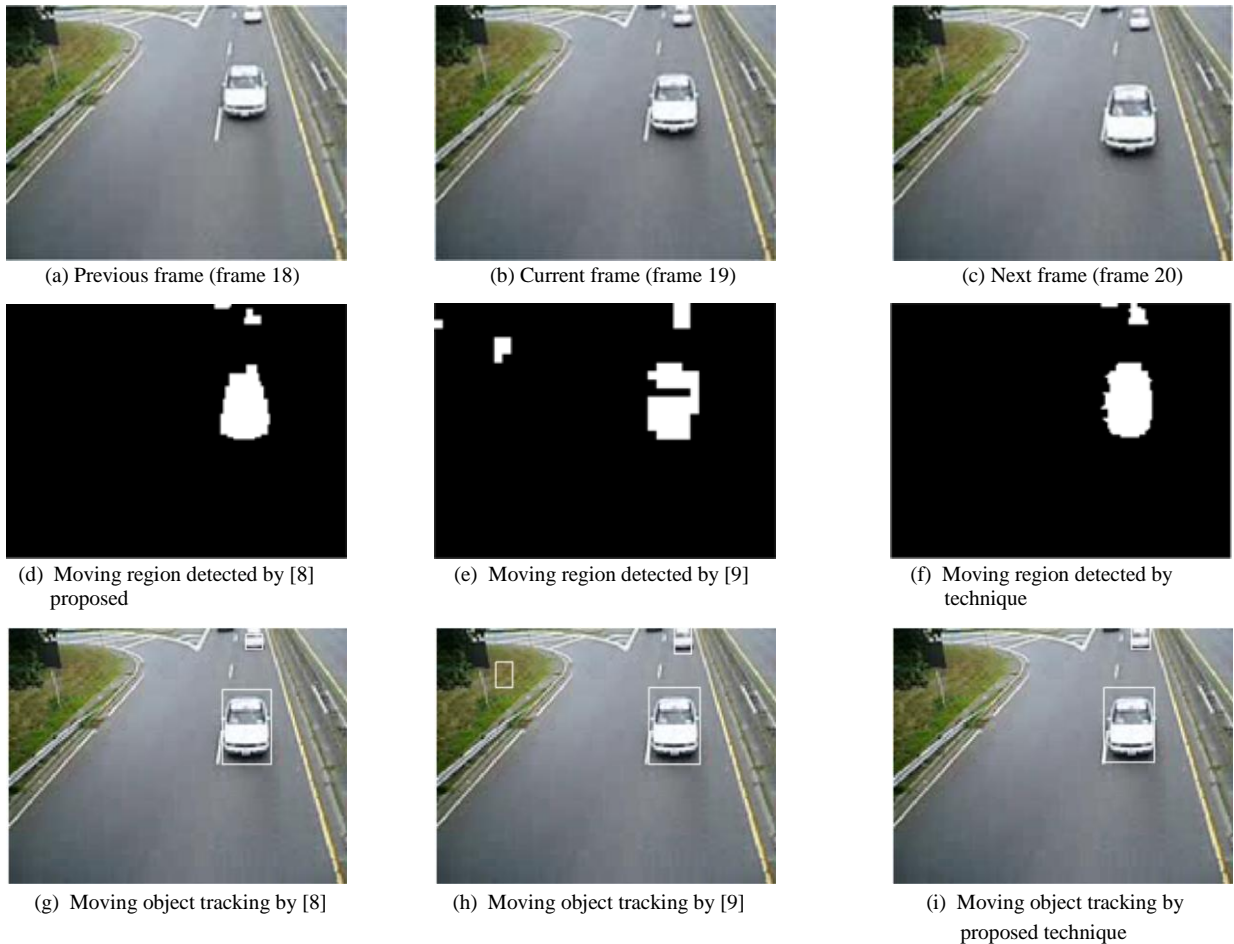 (a) Previous frame (frame 18)
(b) Current frame (frame 19)
(c) Next frame (frame 20)
(d) Moving region detected by [8]
proposed
(e) Moving region detected by [9]
(f) Moving region detected by
technique
(g) Moving object tracking by [8]
(h) Moving object tracking by [9]
(i) Moving object tracking by
proposed technique